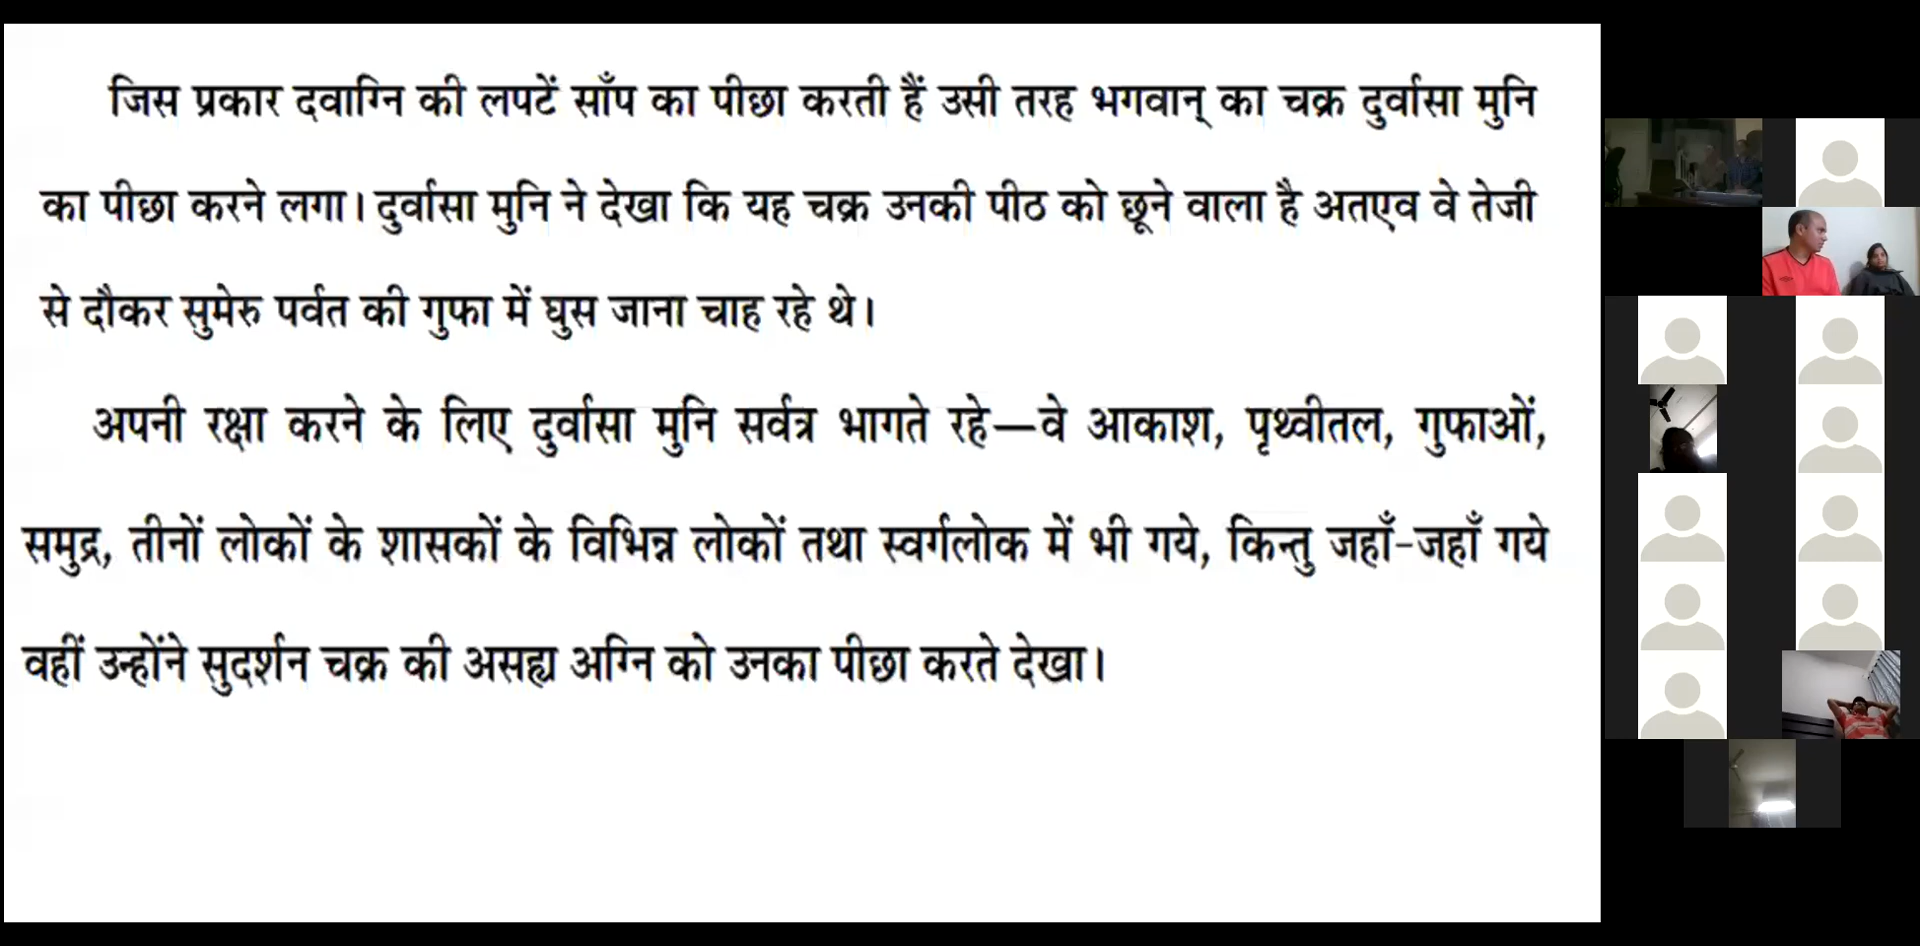 जिस प्रकार दवाग्नि की लपटें साँप का पीछा करती हैं उसी तरह भगवान् का चक्र दुर्वासा मुनि
का पीछा करने लगा। दुर्वासा मुनि ने देखा कि यह चक्र उनकी पीठ को छूने वाला है अतएव वे तेजी
से दौकर सुमेरु पर्वत की गुफा में घुस जाना चाह रहे थे।
अपनी रक्षा करने के लिए दुर्वासा मुनि सर्वत्र भागते रहे—वे आकाश, पृथ्वीतल, गुफाओं,
समुद्र, तीनों लोकों के शासकों के विभिन्न लोकों तथा स्वर्गलोक में भी गये, किन्तु जहाँ-जहाँ गये
वहीं उन्होंने सुदर्शन चक्र की असह्य अग्नि को उनका पीछा करते देखा।